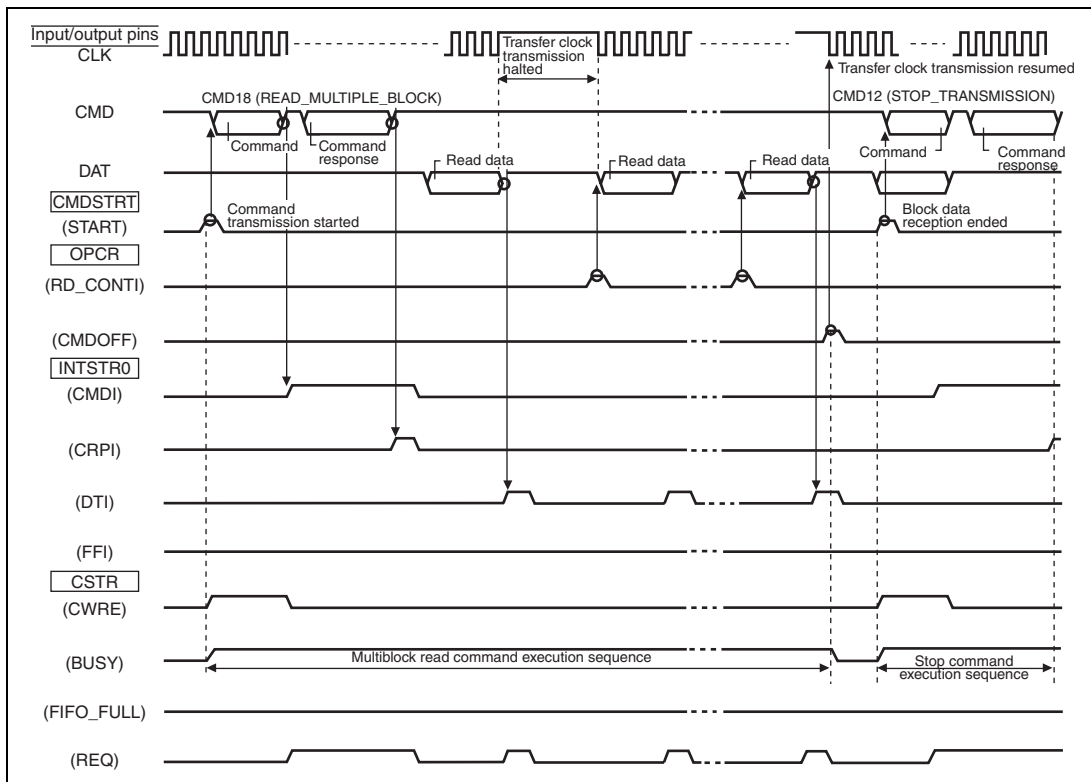 Input/output pins
CLK
Transfer clock
transmission
halted
Transfer clock transmission resumed
CMD18 (READ_MULTIPLE_BLOCK)
CMD12 (STOP_TRANSMISSION)
CMD
Command
Command
response
Command
Command
response
DAT
Read data
Read data
Read data
CMDSTRT
(START)
Command
transmission started
Block data
reception ended
OPCR
(RD_CONTI)
(CMDOFF)
INTSTR0
(CMDI)
(CRPI)
(DTI)
(FFI)
CSTR
(CWRE)
(BUSY)
Multiblock read command execution sequence
Stop command
execution sequence
(FIFO_FULL)
(REQ)